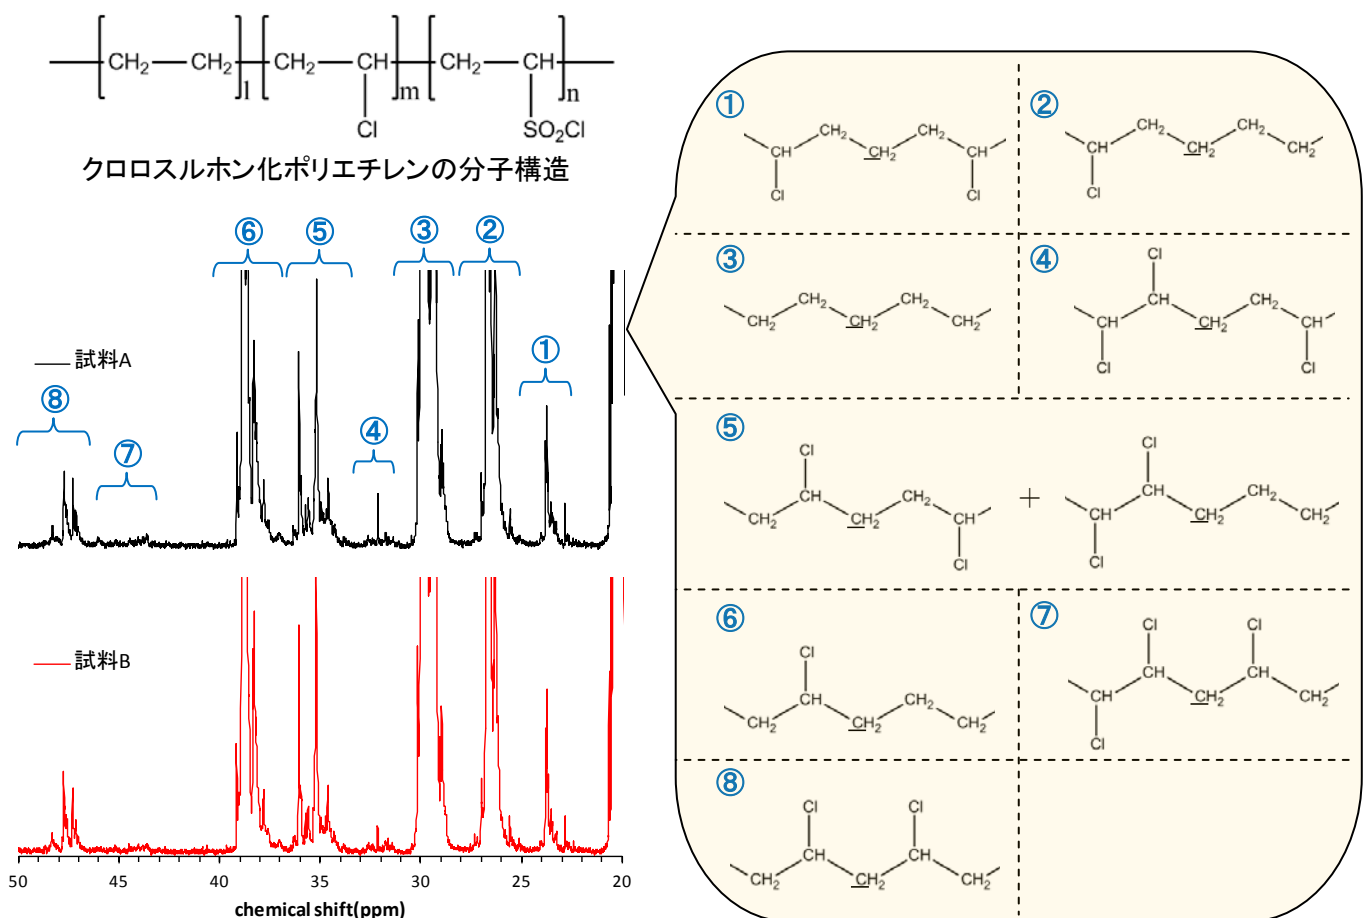 CH2 CH2 CH2 CH CH2 CH
l m n
Cl SO2Cl
クロロスルホン化ポリエチレンの分子構造
⑥ ⑤ ③ ②
試料A
⑧ ⑦ ④ ①
試料B
50 45 40 35 30 25 20
chemical shift(ppm)
①
CH2 CH2
CH CH2 CH
Cl Cl
②
CH2 CH2
CH CH2 CH2
Cl
③
CH2 CH2
CH2 CH2 CH2
④
Cl
CH CH2
CH CH2 CH
Cl Cl
⑤
Cl
CH CH2
CH2 CH2 CH
Cl
+
Cl
CH CH2
CH CH2 CH2
Cl
⑥
Cl
CH CH2
CH2 CH2 CH2
⑦
Cl Cl
CH CH
CH CH2 CH2
Cl
⑧
Cl Cl
CH CH
CH2 CH2 CH2